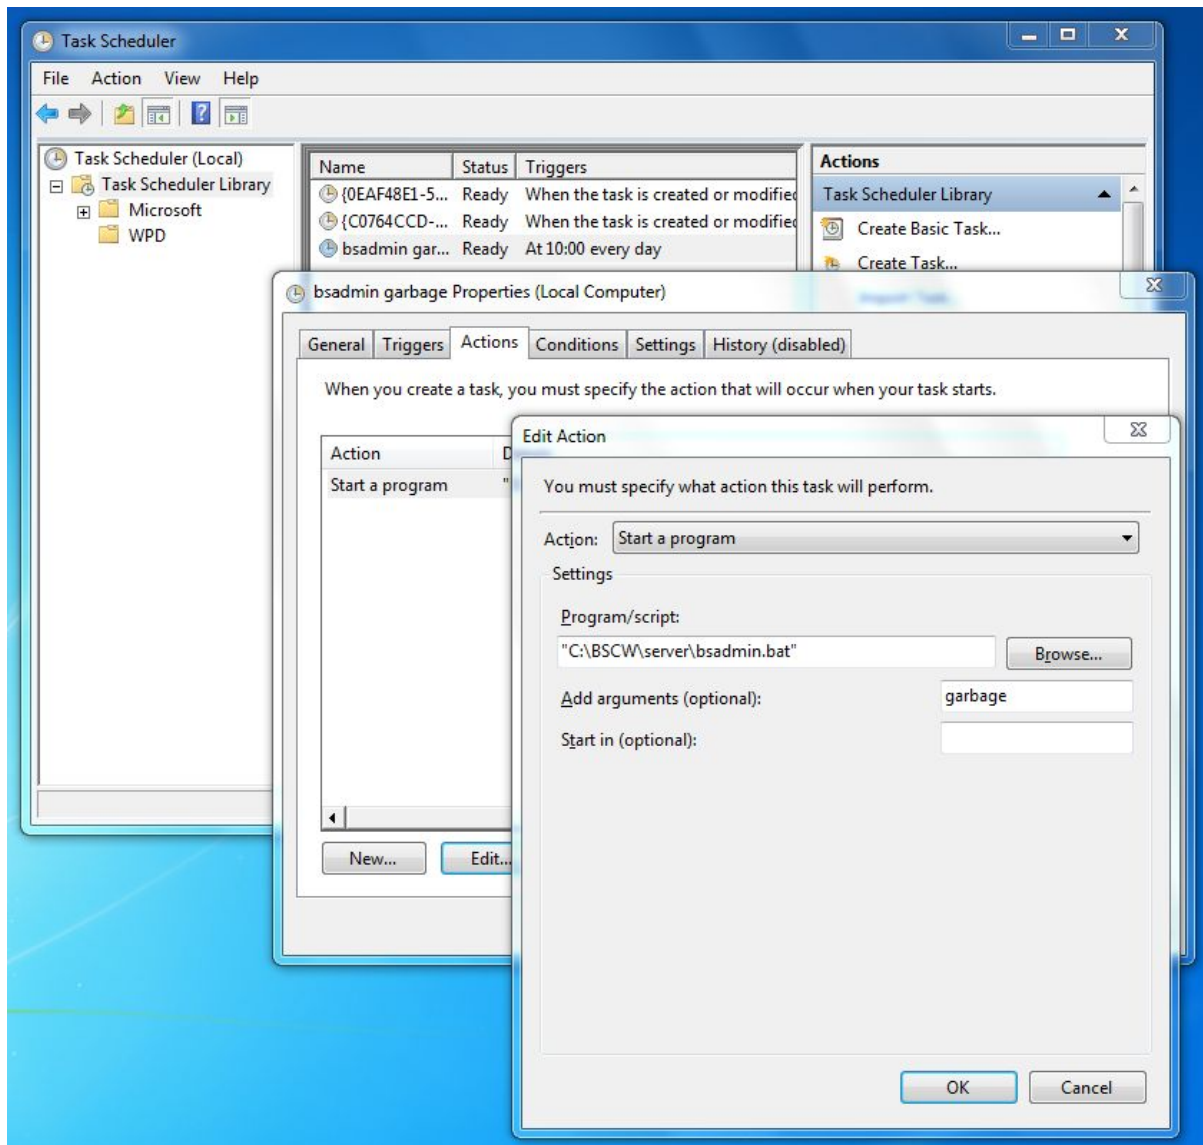 Task Scheduler
File Action View Help
Task Scheduler (Local)
Task Scheduler Library
Microsoft
WPD
Name Status Triggers
{0EAF48E1-5... Ready When the task is created or modified
{C0764CCD-... Ready When the task is created or modified
bsadmin gar... Ready At 10:00 every day
Actions
Task Scheduler Library
Create Basic Task...
Create Task...
bsadmin garbage Properties (Local Computer)
General Triggers Actions Conditions Settings History (disabled)
When you create a task, you must specify the action that will occur when your task starts.
Action D
Start a program "
New... Edit...
Edit Action
You must specify what action this task will perform.
Action: Start a program
Settings
Program/script:
"C:\BSCW\server\bsadmin.bat" Browse...
Add arguments (optional): garbage
Start in (optional):
OK Cancel